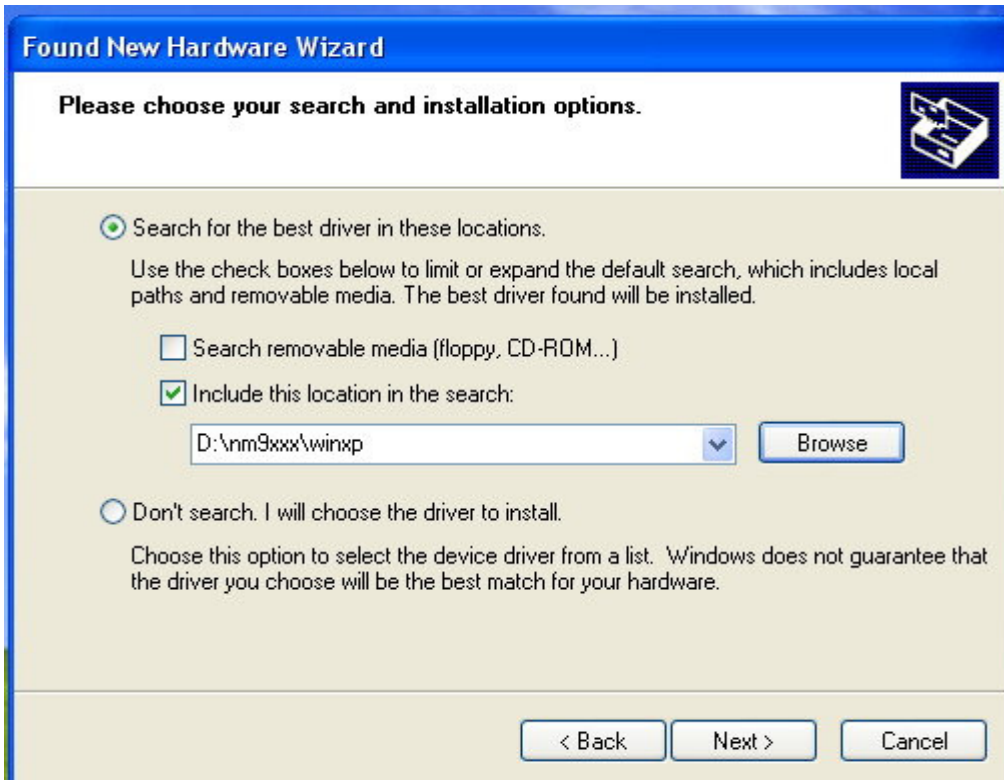 Found New Hardware Wizard
Please choose your search and installation options.
Search for the best driver in these locations.
Use the check boxes below to limit or expand the default search, which includes local
paths and removable media. The best driver found will be installed.
Search removable media (floppy, CD-ROM...)
Include this location in the search:
D:\nm9xxx\winxp
Browse
Don't search. I will choose the driver to install.
Choose this option to select the device driver from a list.  Windows does not guarantee that
the driver you choose will be the best match for your hardware.
< Back
Next >
Cancel